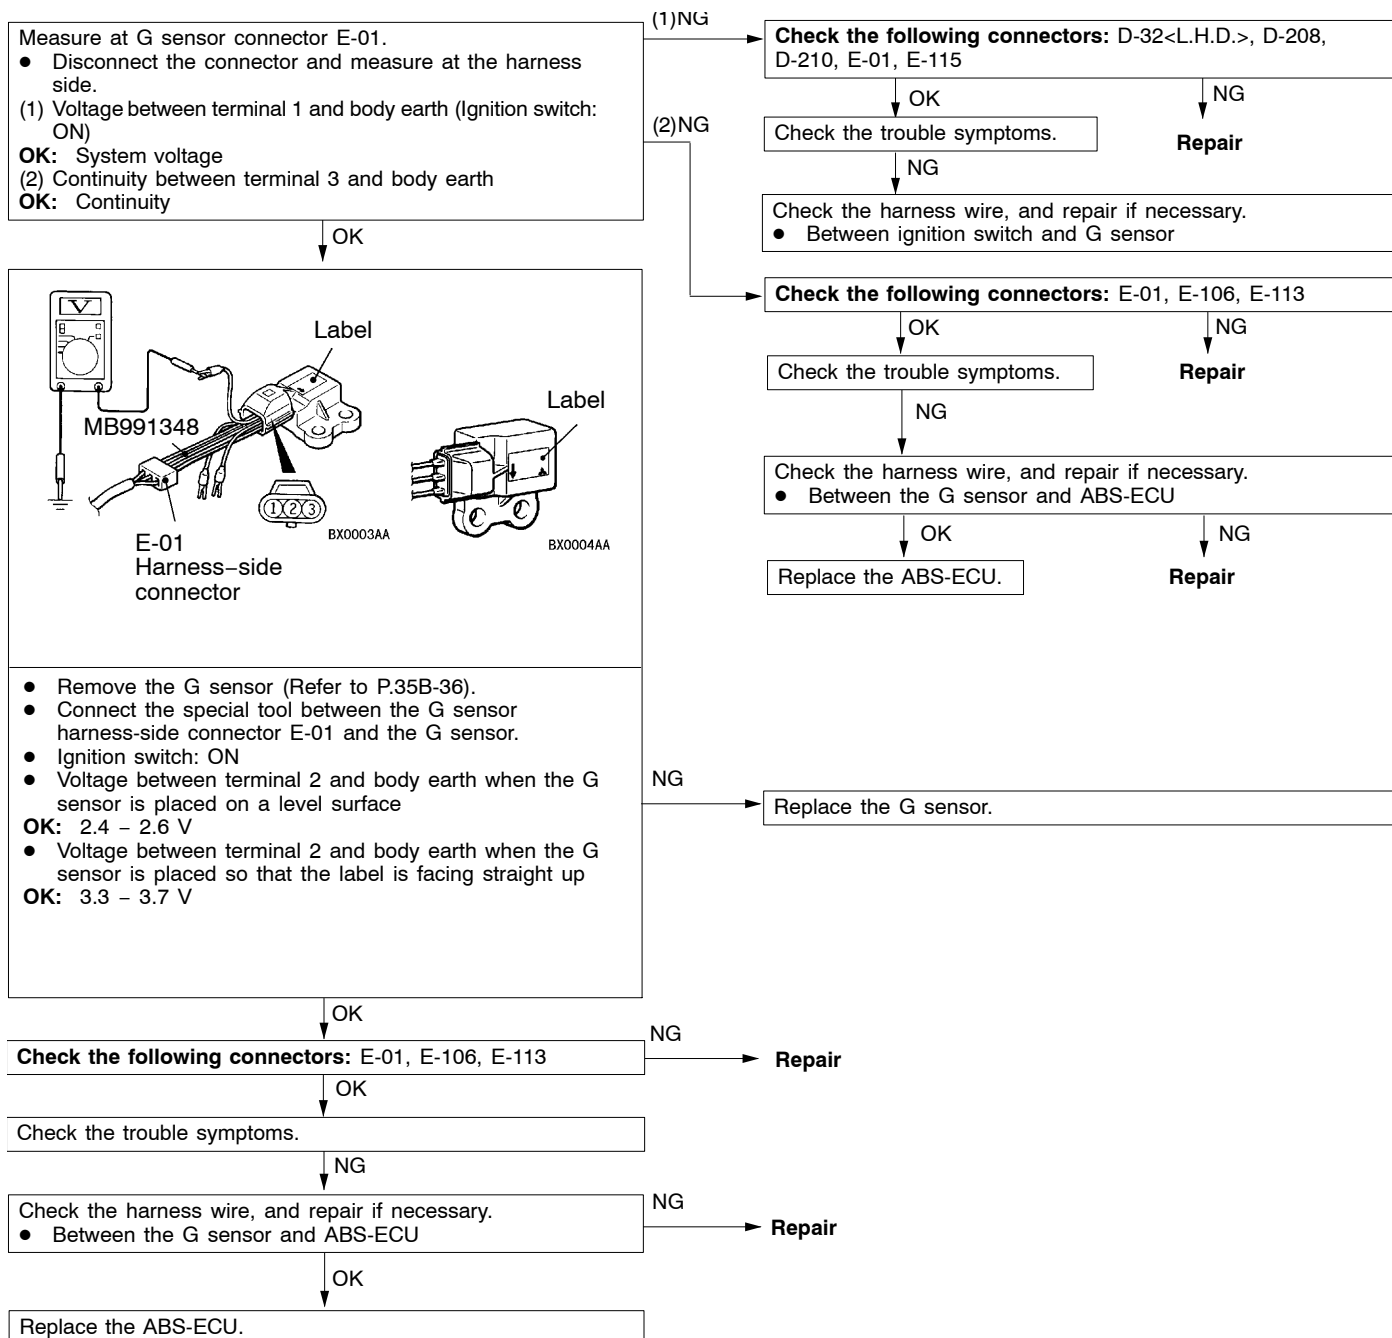 Measure at G sensor connector E-01.
● Disconnect the connector and measure at the harness
side.
(1) Voltage between terminal 1 and body earth (Ignition switch:
ON)
OK: System voltage
(2) Continuity between terminal 3 and body earth
OK: Continuity
(1)NG
Check the following connectors: D-32<L.H.D.>, D-208,
D-210, E-01, E-115
OK
NG
Check the trouble symptoms.
Repair
NG
Check the harness wire, and repair if necessary.
● Between ignition switch and G sensor
(2)NG
Check the following connectors: E-01, E-106, E-113
OK
NG
Check the trouble symptoms.
Repair
NG
Check the harness wire, and repair if necessary.
● Between the G sensor and ABS-ECU
OK
NG
Replace the ABS-ECU.
Repair
OK
V
Label
MB991348
Label
1 2 3
BX0003AA
BX0004AA
E-01
Harness–side
connector
● Remove the G sensor (Refer to P.35B-36).
● Connect the special tool between the G sensor
harness-side connector E-01 and the G sensor.
● Ignition switch: ON
● Voltage between terminal 2 and body earth when the G
sensor is placed on a level surface
OK: 2.4 – 2.6 V
● Voltage between terminal 2 and body earth when the G
sensor is placed so that the label is facing straight up
OK: 3.3 – 3.7 V
NG
Replace the G sensor.
OK
Check the following connectors: E-01, E-106, E-113
NG
Repair
OK
Check the trouble symptoms.
NG
Check the harness wire, and repair if necessary.
● Between the G sensor and ABS-ECU
NG
Repair
OK
Replace the ABS-ECU.